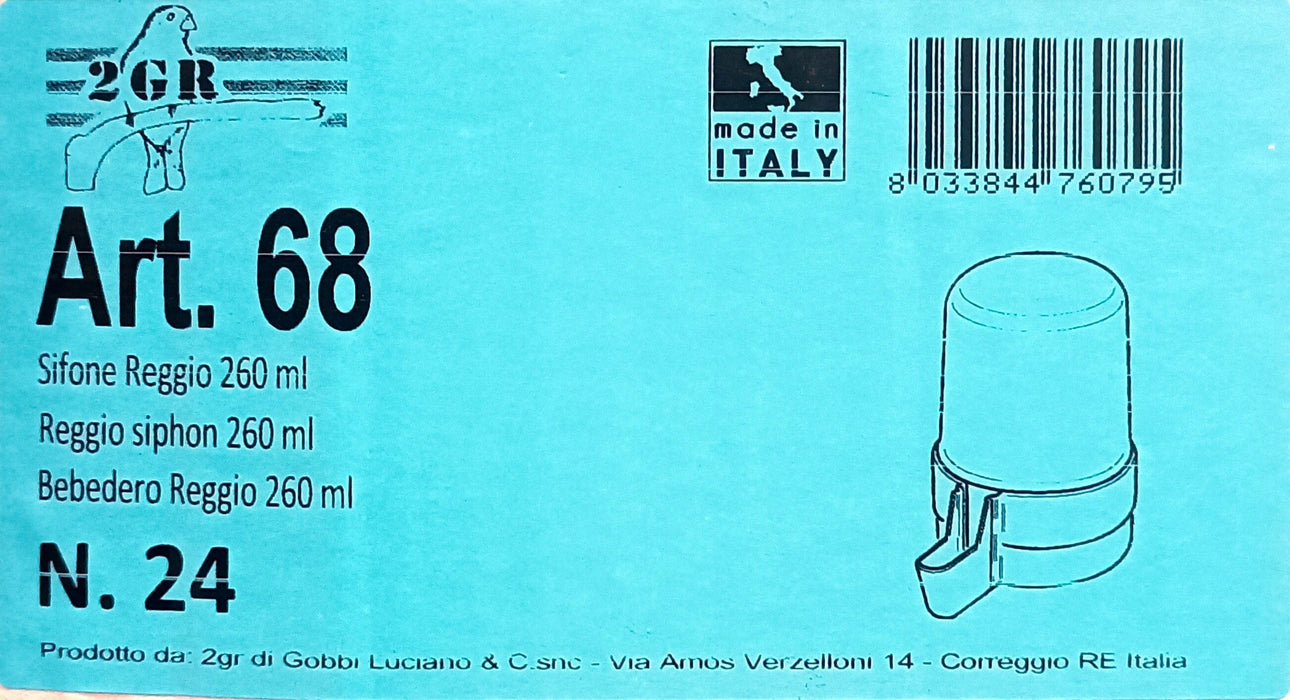 2GR
made in
ITALY
8 033844 760795
Art. 68
Sifone Reggio 260 ml
Reggio siphon 260 ml
Bebedero Reggio 260 ml
N. 24
Prodotto da: 2gr di Gobbi Luciano & C.snc - Via Amos Verzelloni 14 - Correggio RE Italia